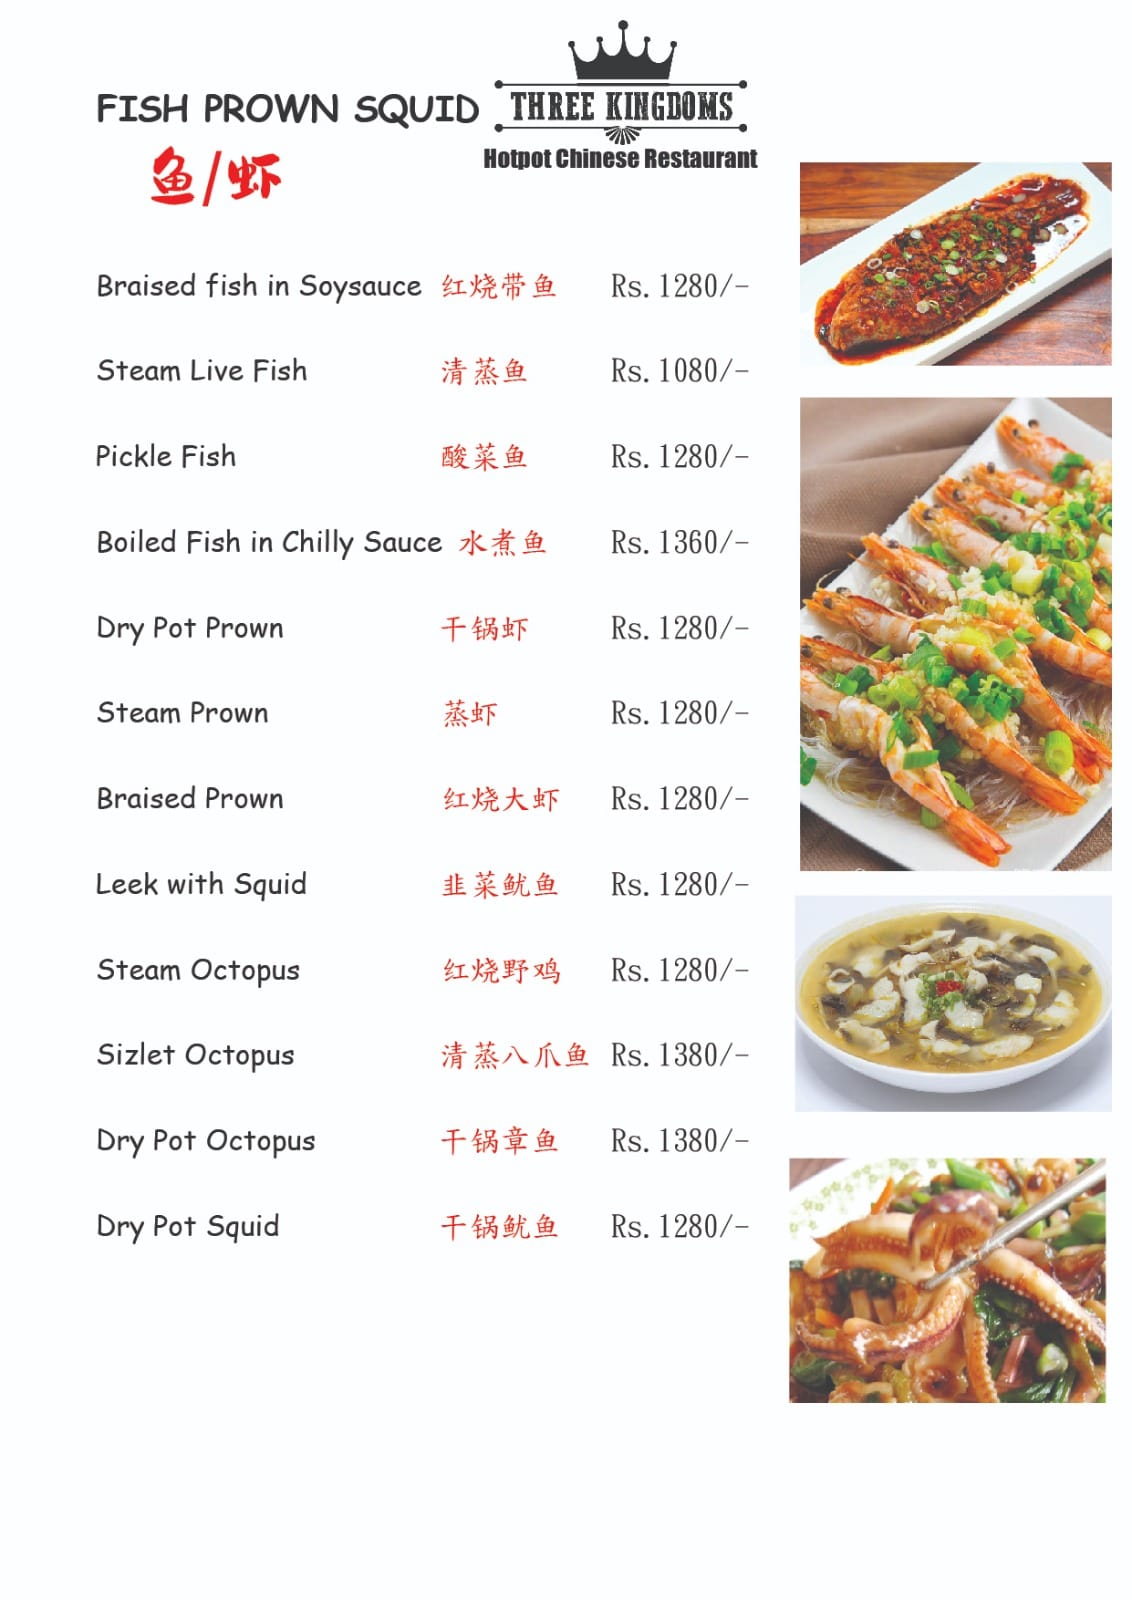 THREE KINGDOMS
Hotpot Chinese Restaurant
FISH PROWN SQUID
鱼/虾
Braised fish in Soysauce 红烧带鱼 Rs. 1280/-
Steam Live Fish 清蒸鱼 Rs. 1080/-
Pickle Fish 酸菜鱼 Rs. 1280/-
Boiled Fish in Chilly Sauce 水煮鱼 Rs. 1360/-
Dry Pot Prown 干锅虾 Rs. 1280/-
Steam Prown 蒸虾 Rs. 1280/-
Braised Prown 红烧大虾 Rs. 1280/-
Leek with Squid 韭菜鱿鱼 Rs. 1280/-
Steam Octopus 红烧野鸡 Rs. 1280/-
Sizlet Octopus 清蒸八爪鱼 Rs. 1380/-
Dry Pot Octopus 干锅章鱼 Rs. 1380/-
Dry Pot Squid 干锅鱿鱼 Rs. 1280/-